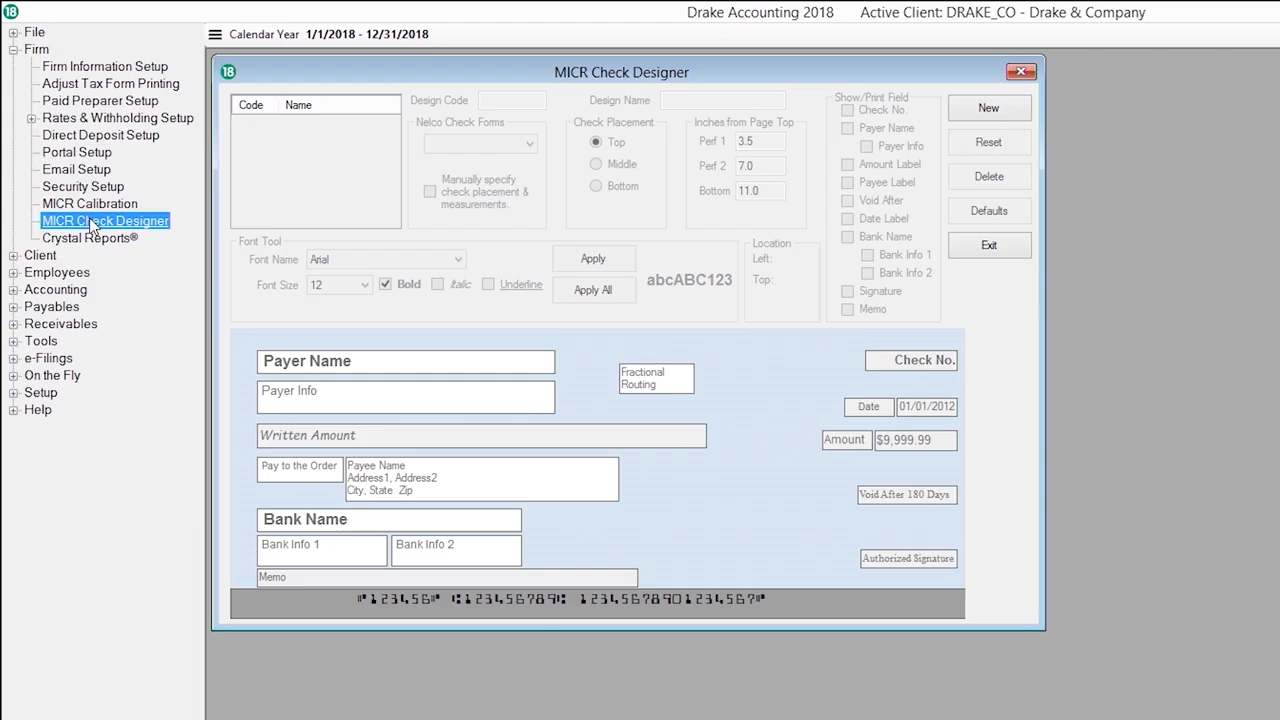 18 Drake Accounting 2018 Active Client: DRAKE_CO - Drake & Company
File
Firm
Firm Information Setup
Adjust Tax Form Printing
Paid Preparer Setup
Rates & Withholding Setup
Direct Deposit Setup
Portal Setup
Email Setup
Security Setup
MICR Calibration
MICR Check Designer
Crystal Reports®
Client
Employees
Accounting
Payables
Receivables
Tools
e-Filings
On the Fly
Setup
Help
Calendar Year 1/1/2018 - 12/31/2018
18 MICR Check Designer
Code Name
Design Code
Design Name
Nelco Check Forms
Manually specify
check placement &
measurements.
Check Placement
Top
Middle
Bottom
Inches from Page Top
Perf 1 3.5
Perf 2 7.0
Bottom 11.0
Show/Print Field
Check No.
Payer Name
Payer Info
Amount Label
Payee Label
Void After
Date Label
Bank Name
Bank Info 1
Bank Info 2
Signature
Memo
New
Reset
Delete
Defaults
Exit
Font Tool
Font Name Arial
Font Size 12 Bold Italic Underline
Apply
Apply All
abcABC123
Location
Left:
Top:
Payer Name
Payer Info
Fractional
Routing
Check No.
Date 01/01/2012
Written Amount
Amount $9,999.99
Pay to the Order
Payee Name
Address1, Address2
City, State Zip
Void After 180 Days
Bank Name
Bank Info 1 Bank Info 2
Authorized Signature
Memo
⑈123456⑈ ⑆123456789⑆ 12345678901234567⑈